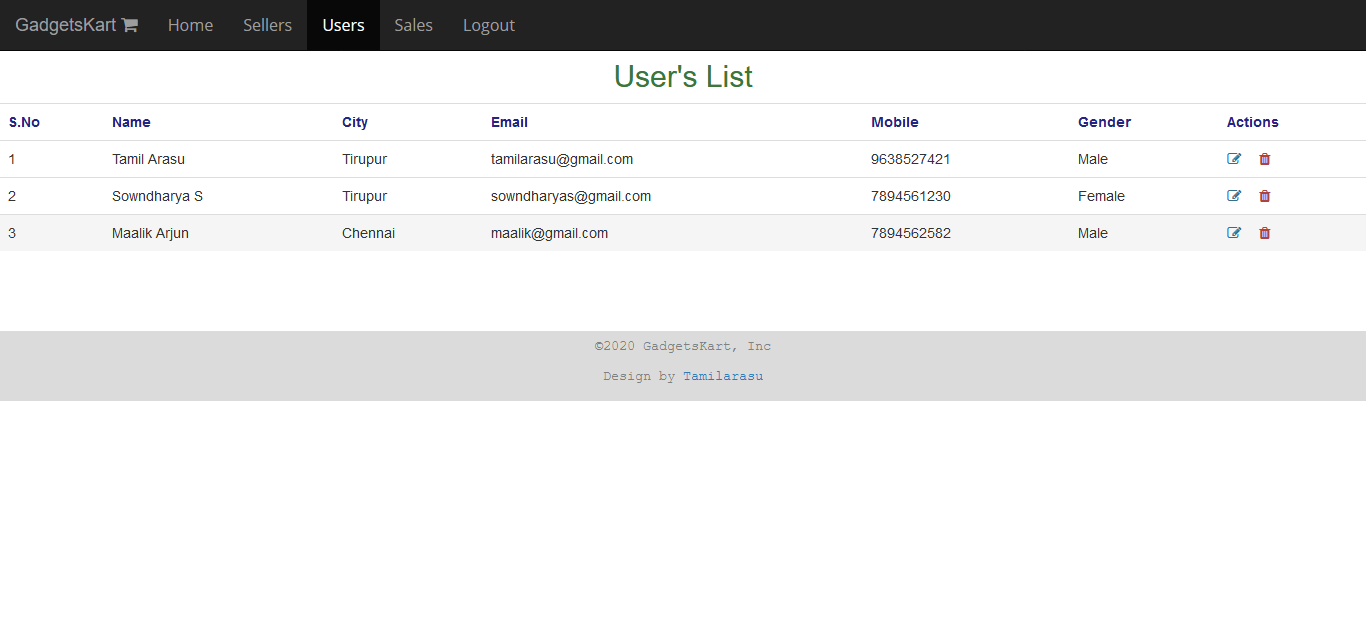 GadgetsKart Home Sellers Users Sales Logout
User's List
S.No Name City Email Mobile Gender Actions
1 Tamil Arasu Tirupur tamilarasu@gmail.com 9638527421 Male
2 Sowndharya S Tirupur sowndharyas@gmail.com 7894561230 Female
3 Maalik Arjun Chennai maalik@gmail.com 7894562582 Male
©2020 GadgetsKart, Inc
Design by Tamilarasu